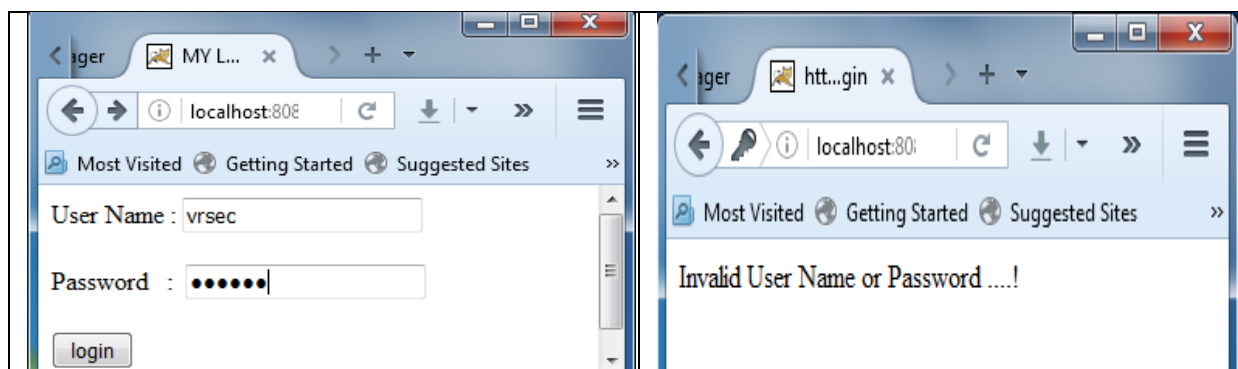 ager MY L...
localhost:808
Most Visited Getting Started Suggested Sites
User Name : vrsec
Password : ●●●●●●
login
ager htt...gin
localhost:80
Most Visited Getting Started Suggested Sites
Invalid User Name or Password ....!